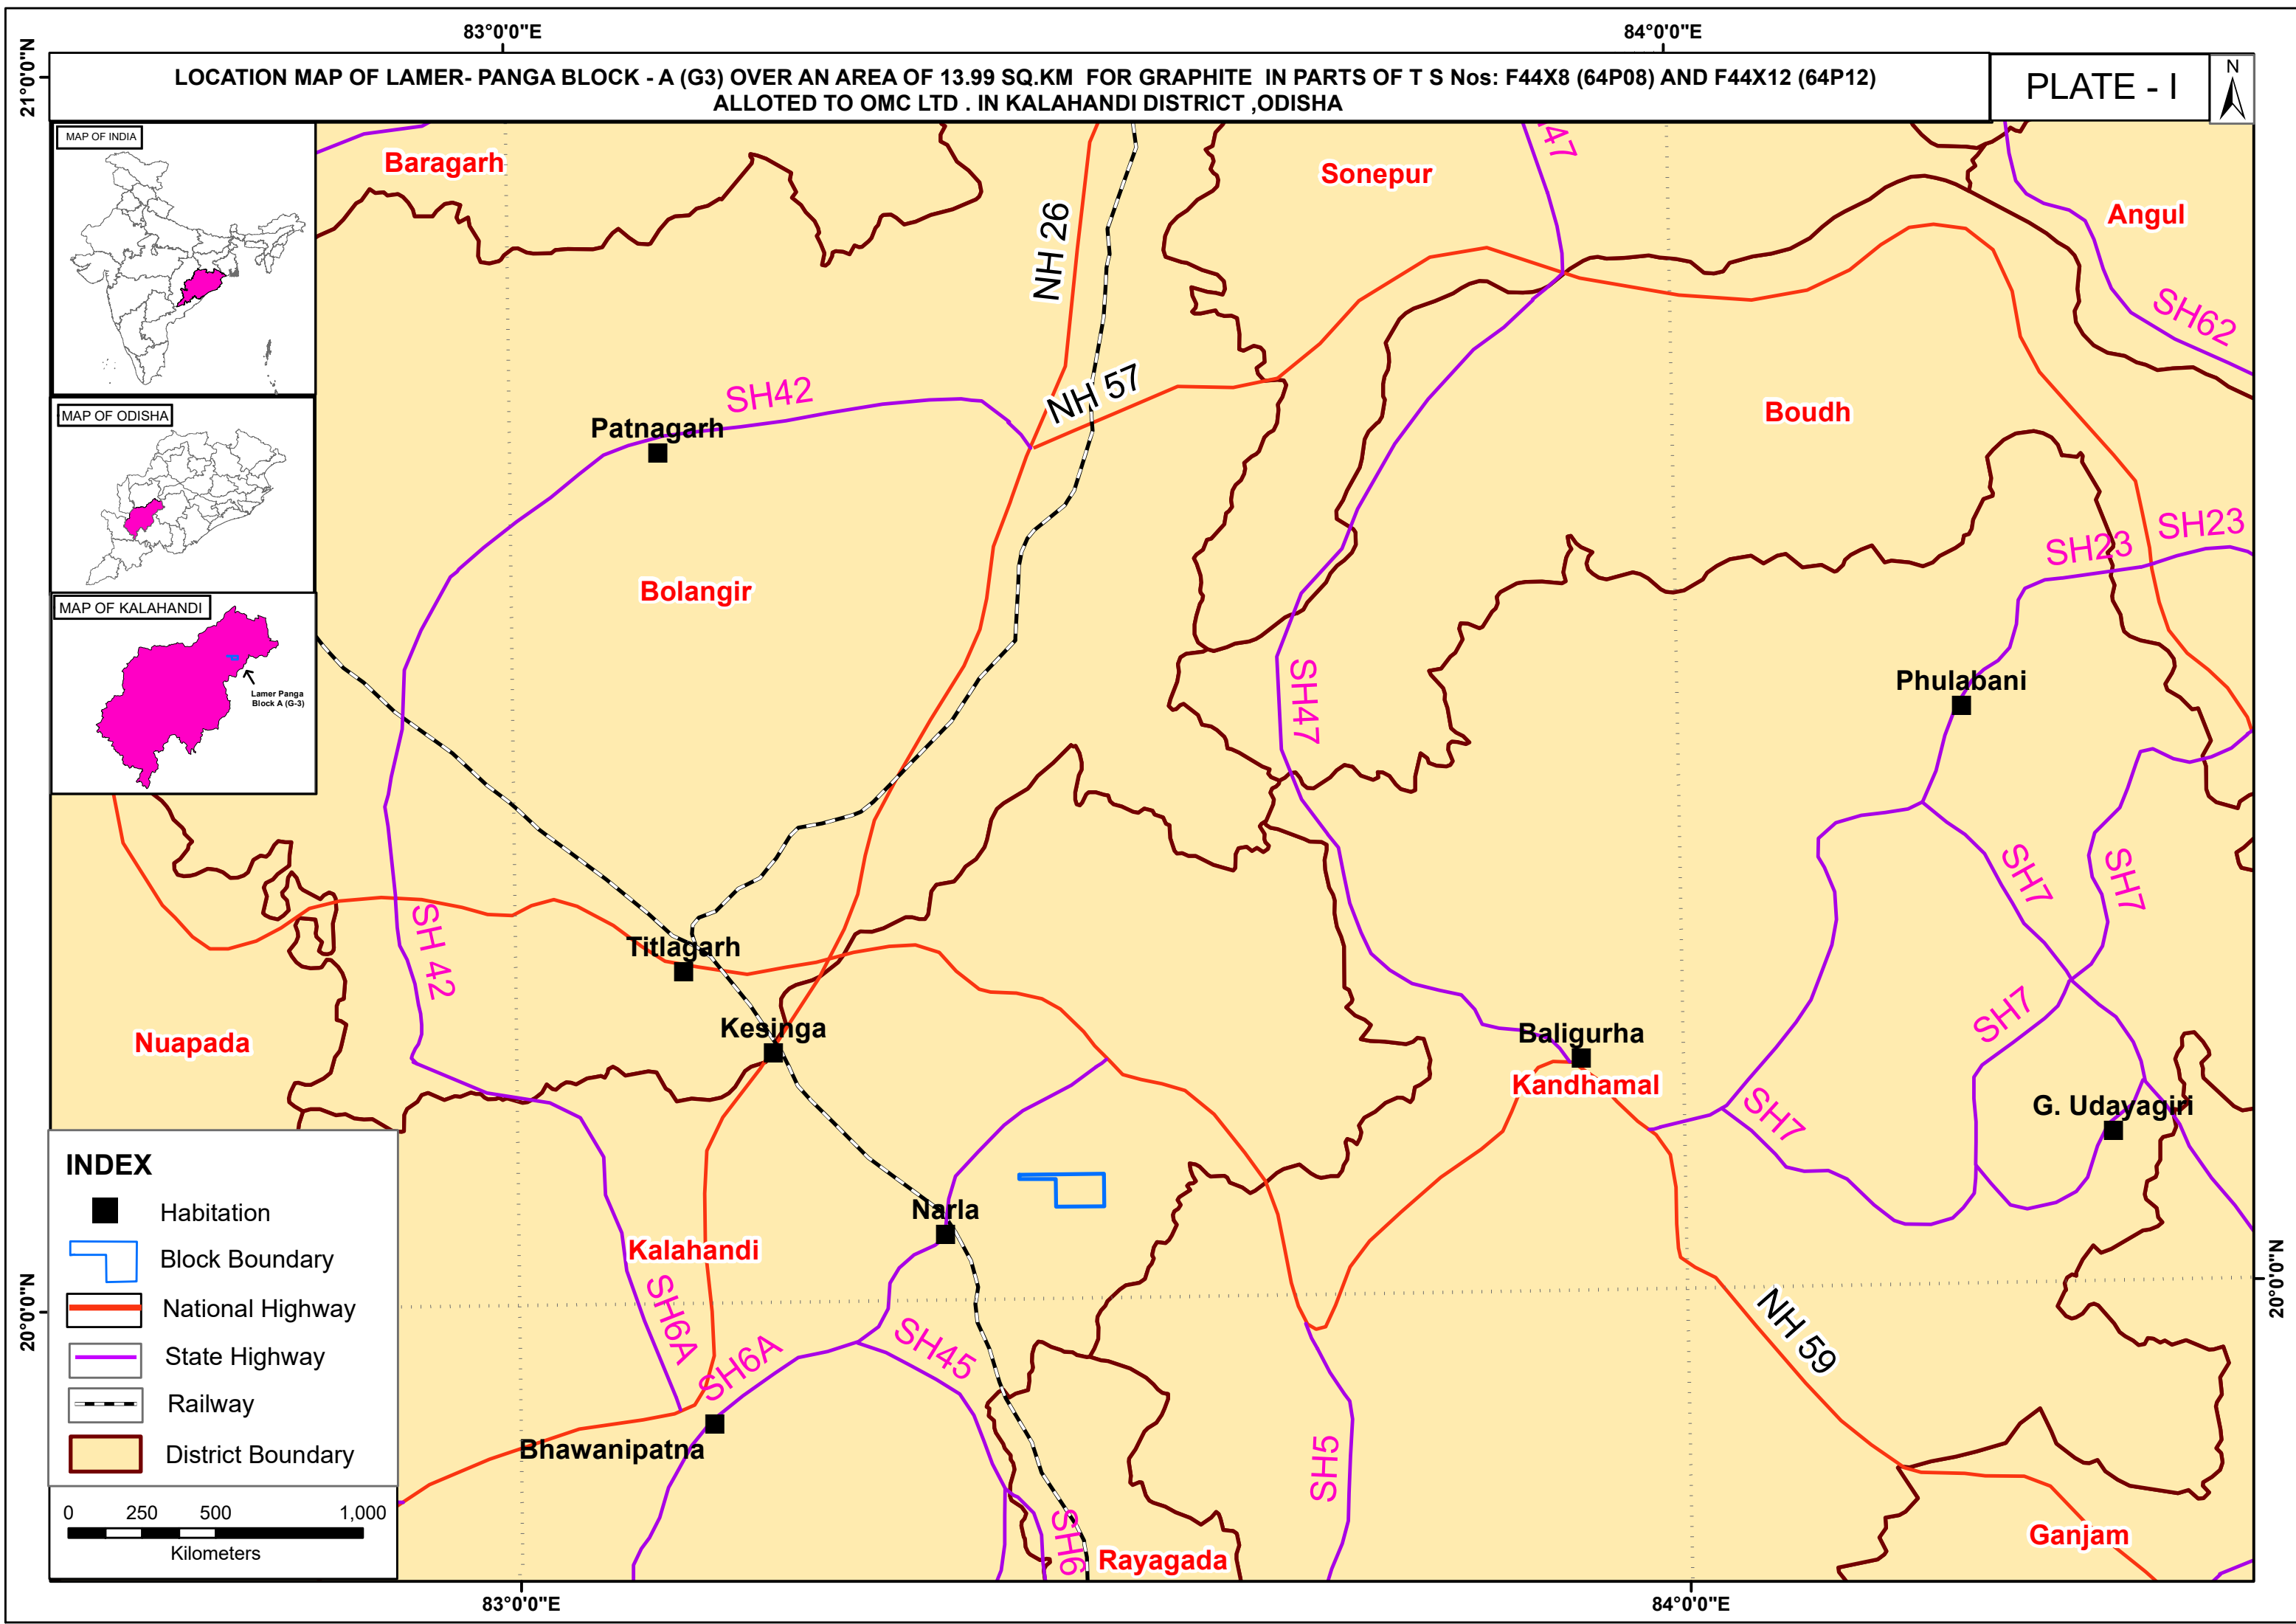 83°0'0"E
84°0'0"E
21°0'0"N
LOCATION MAP OF LAMER- PANGA BLOCK - A (G3) OVER AN AREA OF 13.99 SQ.KM FOR GRAPHITE IN PARTS OF T S Nos: F44X8 (64P08) AND F44X12 (64P12)
ALLOTED TO OMC LTD . IN KALAHANDI DISTRICT ,ODISHA
PLATE - I
N
MAP OF INDIA
MAP OF ODISHA
MAP OF KALAHANDI
Lamer Panga
Block A (G-3)
Baragarh
Sonepur
47
Angul
NH 26
SH62
NH 57
SH42
Patnagarh
Boudh
Bolangir
SH23
SH23
SH47
Phulabani
SH7
SH7
SH 42
Titlagarh
Kesinga
Nuapada
Baligurha
Kandhamal
SH7
SH7
G. Udayagiri
Narla
Kalahandi
SH6A
SH6A
SH45
NH 59
Bhawanipatna
SH5
SH6
Rayagada
Ganjam
INDEX
Habitation
Block Boundary
National Highway
State Highway
Railway
District Boundary
0 250 500 1,000
Kilometers
20°0'0"N
20°0'0"N
83°0'0"E
84°0'0"E